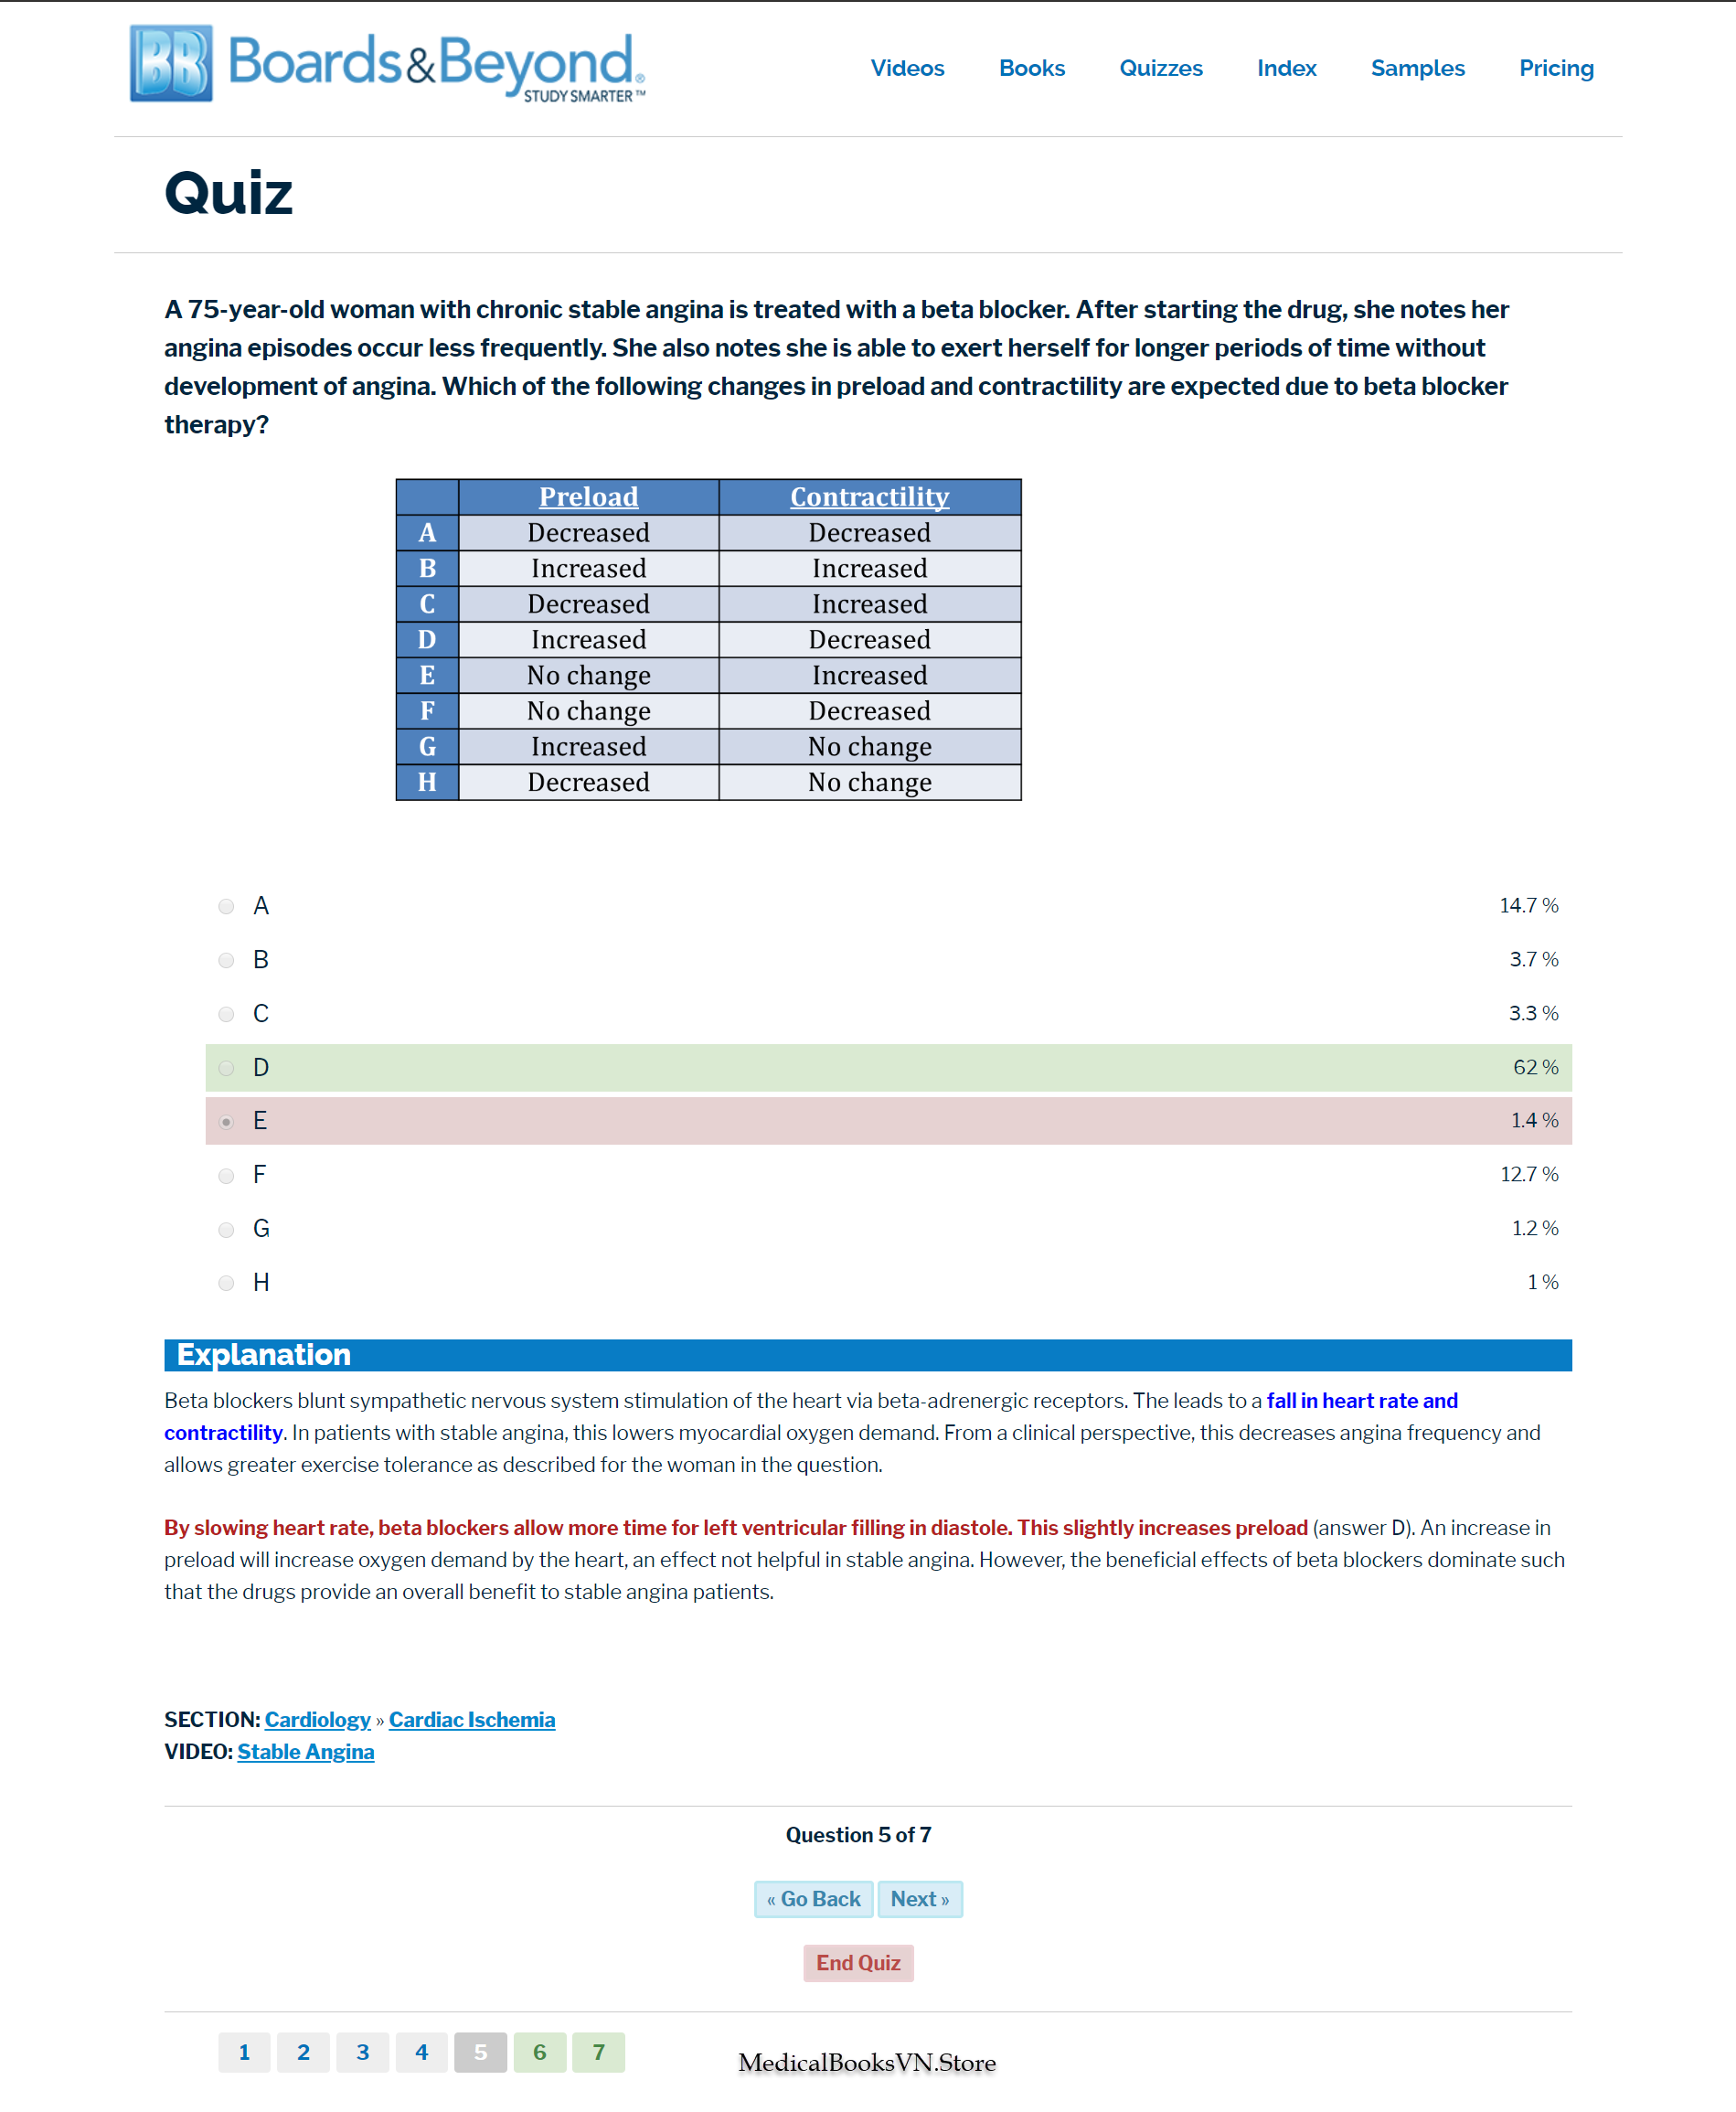 BB Boards&Beyond®
STUDY SMARTER™
Videos Books Quizzes Index Samples Pricing
Quiz
A 75-year-old woman with chronic stable angina is treated with a beta blocker. After starting the drug, she notes her
angina episodes occur less frequently. She also notes she is able to exert herself for longer periods of time without
development of angina. Which of the following changes in preload and contractility are expected due to beta blocker
therapy?
Preload Contractility
A Decreased Decreased
B Increased Increased
C Decreased Increased
D Increased Decreased
E No change Increased
F No change Decreased
G Increased No change
H Decreased No change
A 14.7 %
B 3.7 %
C 3.3 %
D 62 %
E 1.4 %
F 12.7 %
G 1.2 %
H 1 %
Explanation
Beta blockers blunt sympathetic nervous system stimulation of the heart via beta-adrenergic receptors. The leads to a fall in heart rate and
contractility. In patients with stable angina, this lowers myocardial oxygen demand. From a clinical perspective, this decreases angina frequency and
allows greater exercise tolerance as described for the woman in the question.
By slowing heart rate, beta blockers allow more time for left ventricular filling in diastole. This slightly increases preload (answer D). An increase in
preload will increase oxygen demand by the heart, an effect not helpful in stable angina. However, the beneficial effects of beta blockers dominate such
that the drugs provide an overall benefit to stable angina patients.
SECTION: Cardiology » Cardiac Ischemia
VIDEO: Stable Angina
Question 5 of 7
« Go Back Next »
End Quiz
1 2 3 4 5 6 7
MedicalBooksVN.Store